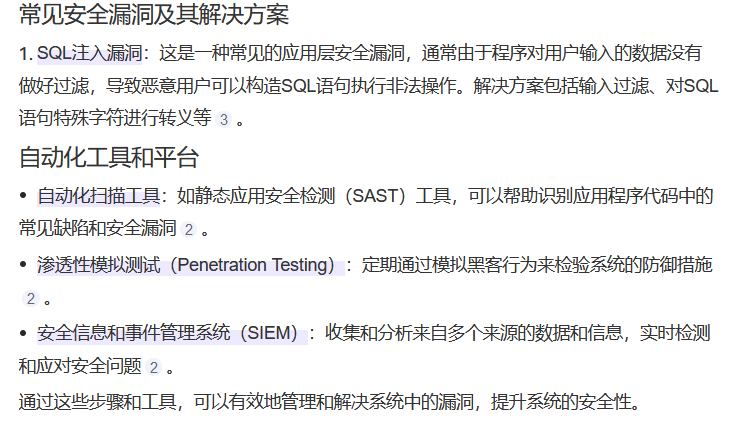 常见安全漏洞及其解决方案
1. SQL注入漏洞：这是一种常见的应用层安全漏洞，通常由于程序对用户输入的数据没有
做好过滤，导致恶意用户可以构造SQL语句执行非法操作。解决方案包括输入过滤、对SQL
语句特殊字符进行转义等 3 。
自动化工具和平台
• 自动化扫描工具：如静态应用安全检测（SAST）工具，可以帮助识别应用程序代码中的
常见缺陷和安全漏洞 2 。
• 渗透性模拟测试（Penetration Testing）：定期通过模拟黑客行为来检验系统的防御措施
2 。
• 安全信息和事件管理系统（SIEM）：收集和分析来自多个来源的数据和信息，实时检测
和应对安全问题 2 。
通过这些步骤和工具，可以有效地管理和解决系统中的漏洞，提升系统的安全性。